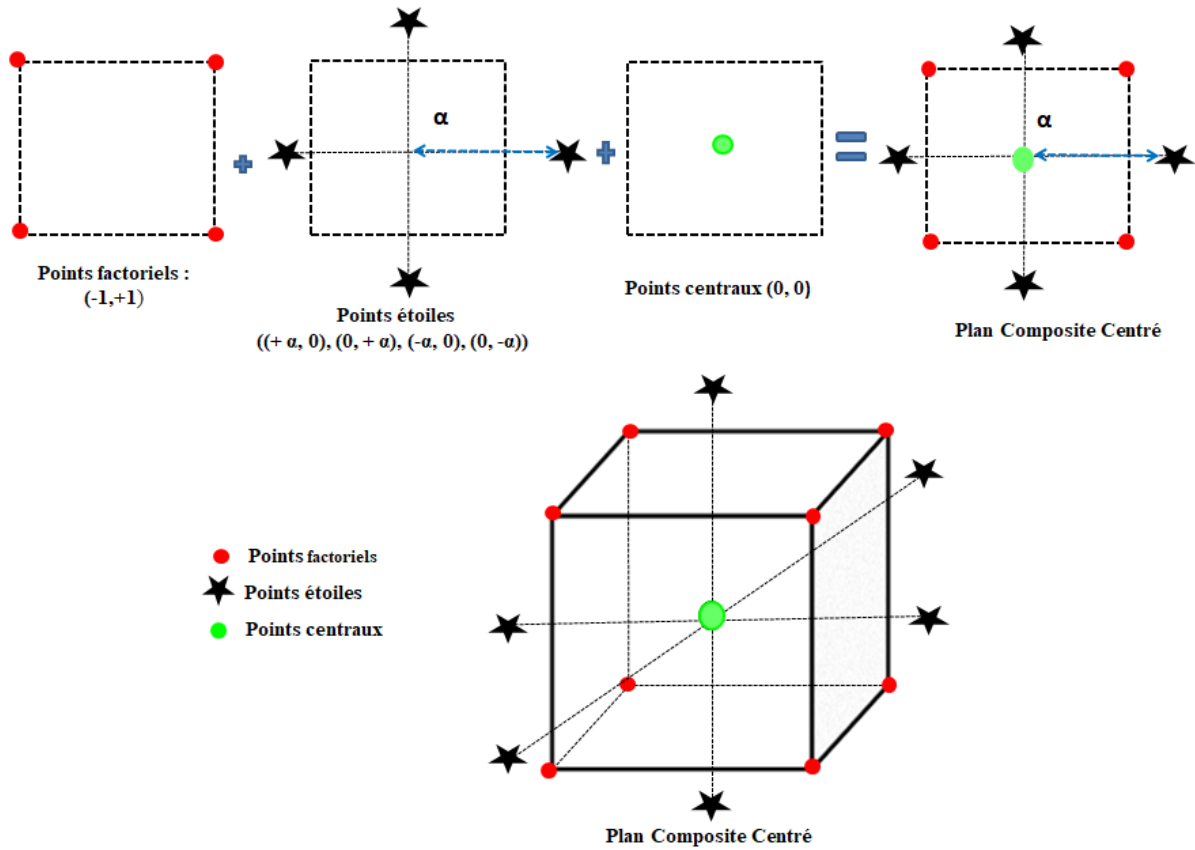 α
α
Points factoriels :
(-1,+1)
Points étoiles
((+ α, 0), (0, + α), (-α, 0), (0, -α))
Points centraux (0, 0)
Plan Composite Centré
Points factoriels
Points étoiles
Points centraux
Plan Composite Centré